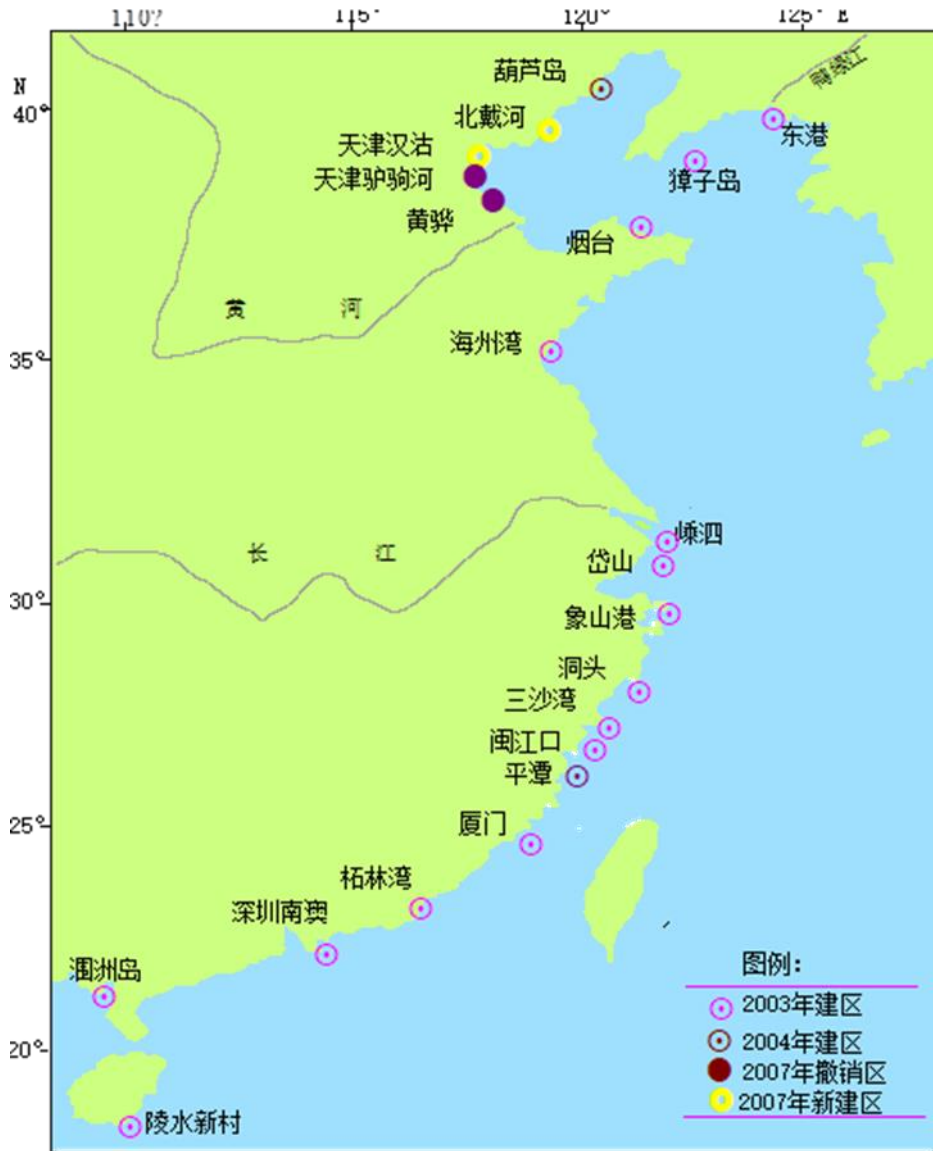 110?
115°
120°
125° E
N
40°
葫芦岛
鸭绿江
北戴河
东港
天津汉沽
獐子岛
天津驴驹河
黄骅
烟台
黄 河
35°
海州湾
嵊泗
长 江
岱山
30°
象山港
洞头
三沙湾
闽江口
平潭
25°
厦门
柘林湾
深圳南澳
涠洲岛
20°
陵水新村
图例:
2003年建区
2004年建区
2007年撤销区
2007年新建区